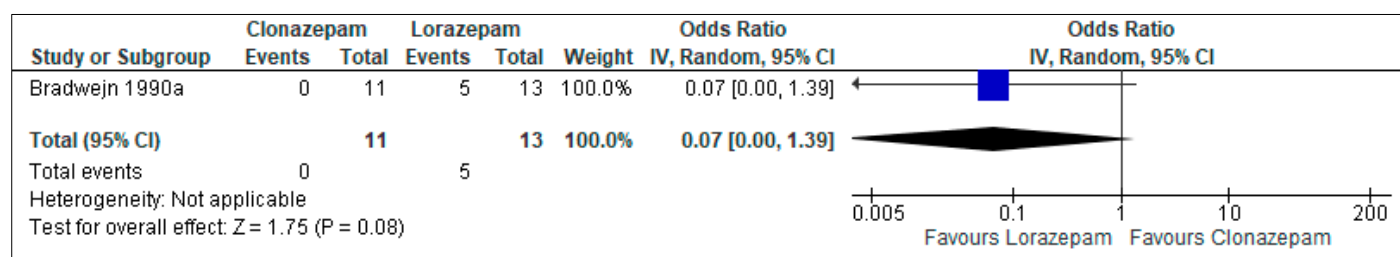 Clonazepam Lorazepam Odds Ratio Odds Ratio
Study or Subgroup Events Total Events Total Weight IV, Random, 95% CI IV, Random, 95% CI
Bradwejn 1990a 0 11 5 13 100.0% 0.07 [0.00, 1.39]
Total (95% CI) 11 13 100.0% 0.07 [0.00, 1.39]
Total events 0 5
Heterogeneity: Not applicable
Test for overall effect: Z = 1.75 (P = 0.08)
0.005 0.1 1 10 200
Favours Lorazepam Favours Clonazepam